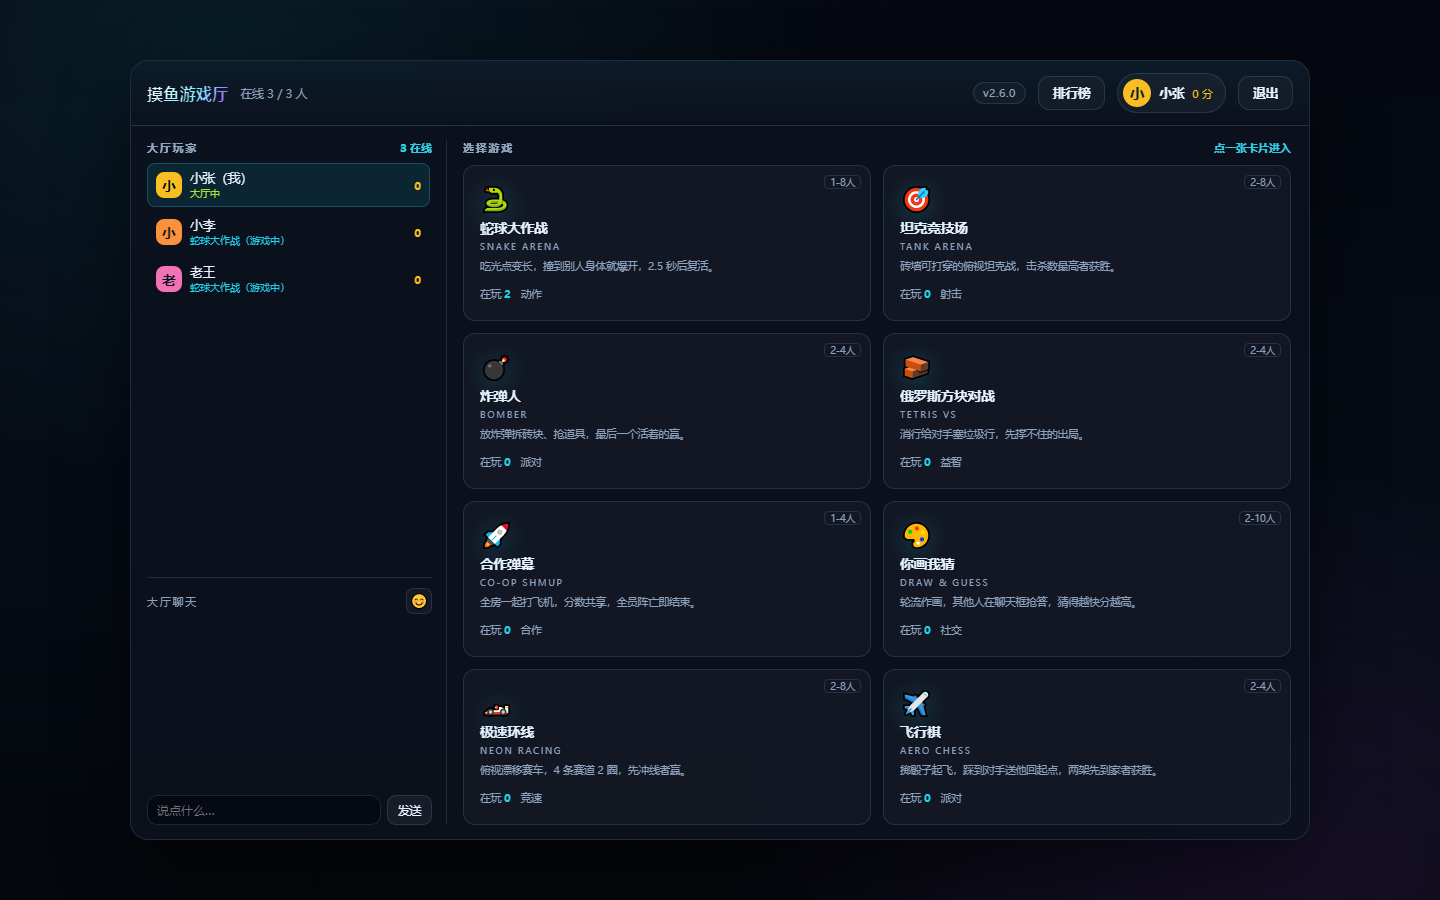 摸鱼游戏厅 在线 3 / 3 人
v2.6.0
排行榜
小 小张 0 分
退出
大厅玩家 3 在线
小 小张（我） 0
大厅中
小 小李 0
蛇球大作战（游戏中）
老 老王 0
蛇球大作战（游戏中）
大厅聊天
说点什么...
发送
选择游戏 点一张卡片进入
1-8人
蛇球大作战
SNAKE ARENA
吃光点变长，撞到别人身体就爆开，2.5 秒后复活。
在玩 2 动作
2-8人
坦克竞技场
TANK ARENA
砖墙可打穿的俯视坦克战，击杀数最高者获胜。
在玩 0 射击
2-4人
炸弹人
BOMBER
放炸弹拆砖块、抢道具，最后一个活着的赢。
在玩 0 派对
2-4人
俄罗斯方块对战
TETRIS VS
消行给对手塞垃圾行，先撑不住的出局。
在玩 0 益智
1-4人
合作弹幕
CO-OP SHMUP
全房一起打飞机，分数共享，全员阵亡即结束。
在玩 0 合作
2-10人
你画我猜
DRAW & GUESS
轮流作画，其他人在聊天框抢答，猜得越快分越高。
在玩 0 社交
2-8人
极速环线
NEON RACING
俯视漂移赛车，4 条赛道 2 圈，先冲线者赢。
在玩 0 竞速
2-4人
飞行棋
AERO CHESS
掷骰子起飞，踩到对手送他回起点，两架先到家者获胜。
在玩 0 派对